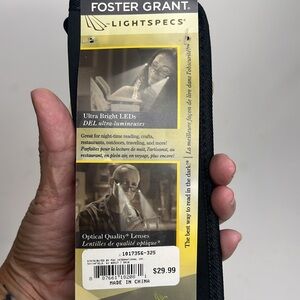 FOSTER GRANT.
LIGHTSPECS®
Ultra Bright LEDs
DEL ultra-lumineuses
Great for night-time reading, crafts,
restaurants, outdoors, traveling, and more!
Parfaites pour la lecture de nuit, l'artisanat, au
restaurant, en plein air, en voyage, plus encore!
Optical Quality® Lenses
Lentilles de qualité optique®
1017356-325
$29.99
MADE IN CHINA
The best way to read in the dark.®
La meilleure façon de lire dans l'obscurité